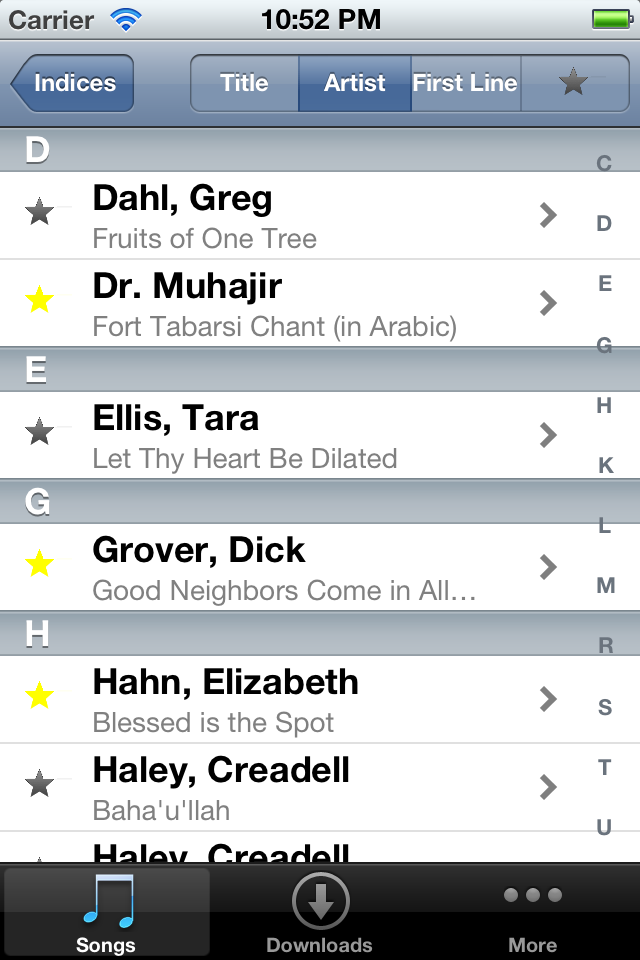 Carrier 10:52 PM
Indices Title Artist First Line
D
Dahl, Greg
Fruits of One Tree
Dr. Muhajir
Fort Tabarsi Chant (in Arabic)
E
Ellis, Tara
Let Thy Heart Be Dilated
G
Grover, Dick
Good Neighbors Come in All…
H
Hahn, Elizabeth
Blessed is the Spot
Haley, Creadell
Baha'u'llah
Haley, Creadell
C
D
E
G
H
K
L
M
R
S
T
U
Songs Downloads More